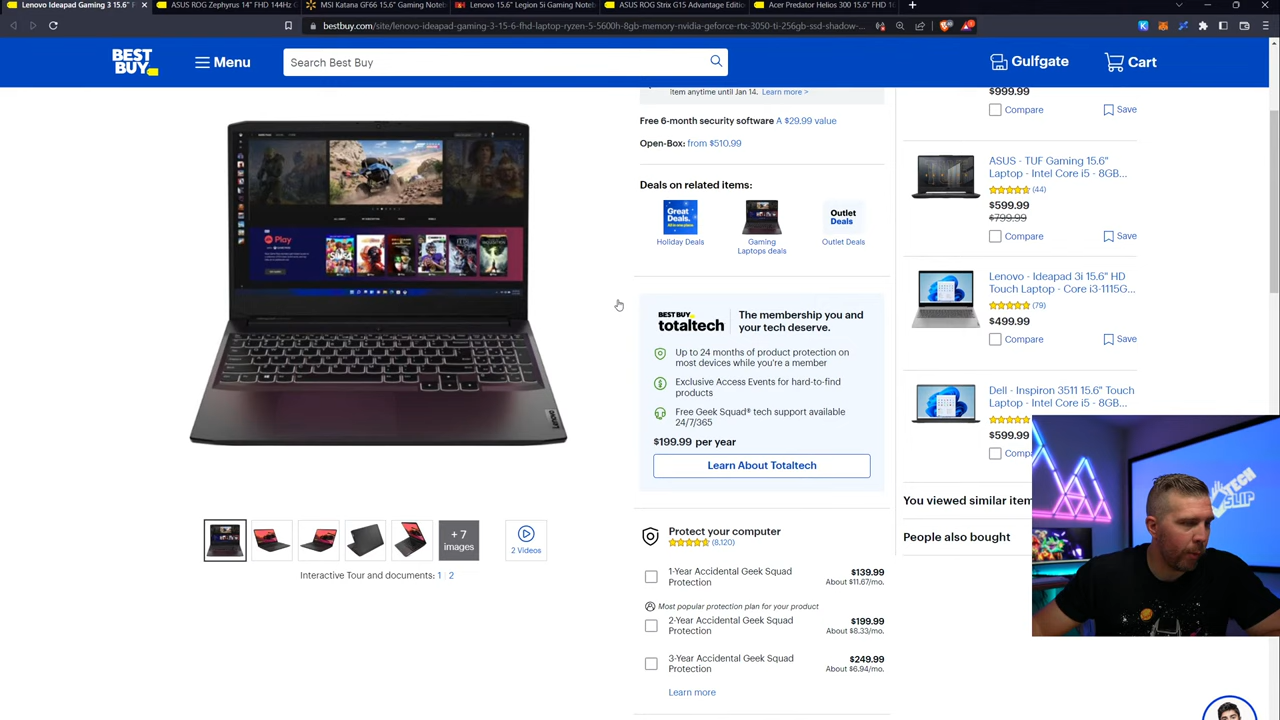 Lenovo Ideapad Gaming 3 15.6" F
ASUS ROG Zephyrus 14" FHD 144Hz G
MSI Katana GF66 15.6" Gaming Noteb
Lenovo 15.6" Legion 5i Gaming Noteb
ASUS ROG Strix G15 Advantage Editio
Acer Predator Helios 300 15.6" FHD 1
bestbuy.com/site/lenovo-ideapad-gaming-3-15-6-fhd-laptop-ryzen-5-5600h-8gb-memory-nvidia-geforce-rtx-3050-ti-256gb-ssd-shadow-...
BEST BUY
Menu
Search Best Buy
Gulfgate
Cart
item anytime until Jan 14. Learn more >
Free 6-month security software A $29.99 value
Open-Box: from $510.99
Deals on related items:
Great Deals.
Outlet Deals
Holiday Deals
Gaming Laptops deals
Outlet Deals
BEST BUY totaltech
The membership you and your tech deserve.
Up to 24 months of product protection on
most devices while you're a member
Exclusive Access Events for hard-to-find
products
Free Geek Squad® tech support available
24/7/365
$199.99 per year
Learn About Totaltech
Protect your computer
(8,120)
1-Year Accidental Geek Squad
Protection
$139.99
About $11.67/mo.
Most popular protection plan for your product
2-Year Accidental Geek Squad
Protection
$199.99
About $8.33/mo.
3-Year Accidental Geek Squad
Protection
$249.99
About $6.94/mo.
Learn more
Play
Lenovo
+ 7
images
2 Videos
Interactive Tour and documents: 1 | 2
$999.99
Compare
Save
ASUS - TUF Gaming 15.6"
Laptop - Intel Core i5 - 8GB...
(44)
$599.99
$799.99
Compare
Save
Lenovo - Ideapad 3i 15.6" HD
Touch Laptop - Core i3-1115G...
(79)
$499.99
Compare
Save
Dell - Inspiron 3511 15.6" Touch
Laptop - Intel Core i5 - 8GB...
$599.99
Comp
You viewed similar item
People also bought
TECH